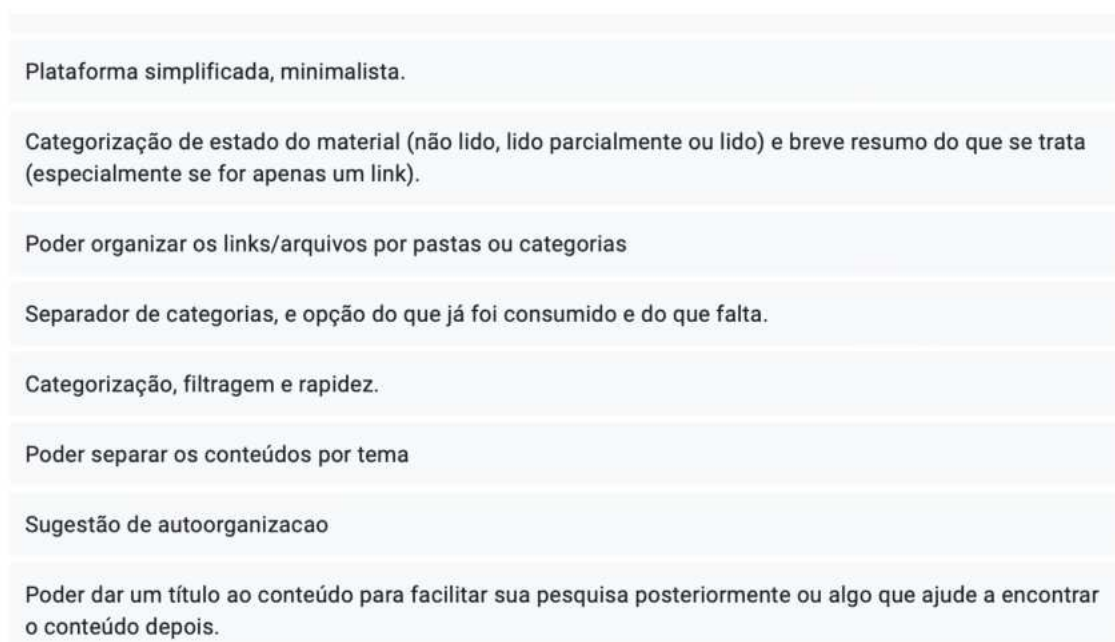 Plataforma simplificada, minimalista.
Categorização de estado do material (não lido, lido parcialmente ou lido) e breve resumo do que se trata
(especialmente se for apenas um link).
Poder organizar os links/arquivos por pastas ou categorias
Separador de categorias, e opção do que já foi consumido e do que falta.
Categorização, filtragem e rapidez.
Poder separar os conteúdos por tema
Sugestão de autoorganizacao
Poder dar um título ao conteúdo para facilitar sua pesquisa posteriormente ou algo que ajude a encontrar
o conteúdo depois.